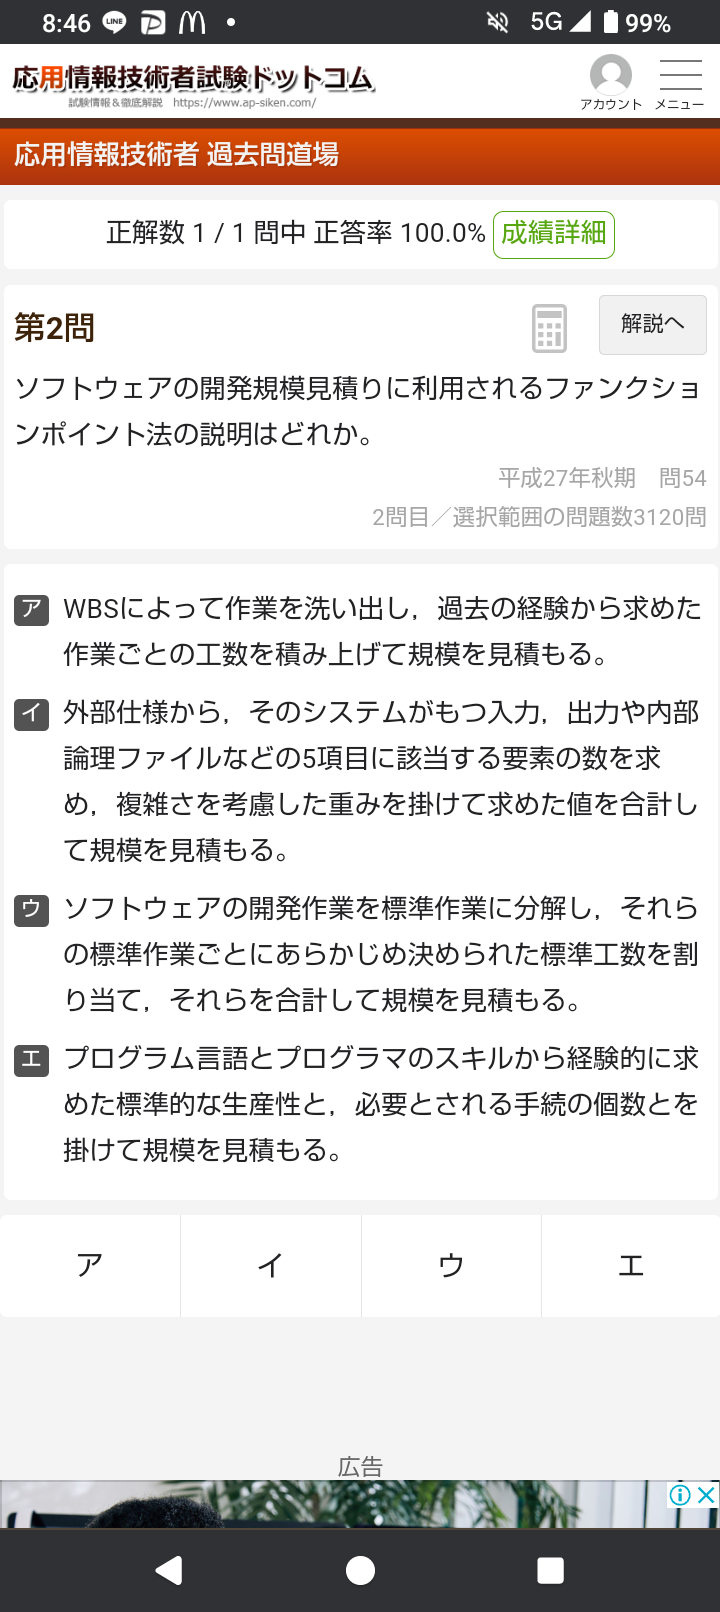 8:46 LINE 5G 99%
応用情報技術者試験ドットコム
試験情報＆徹底解説 https://www.ap-siken.com/
アカウント メニュー
応用情報技術者 過去問道場
正解数 1 / 1 問中 正答率 100.0% 成績詳細
第2問 解説へ
ソフトウェアの開発規模見積りに利用されるファンクショ
ンポイント法の説明はどれか。
平成27年秋期　問54
2問目／選択範囲の問題数3120問
ア WBSによって作業を洗い出し，過去の経験から求めた
作業ごとの工数を積み上げて規模を見積もる。
イ 外部仕様から，そのシステムがもつ入力，出力や内部
論理ファイルなどの5項目に該当する要素の数を求
め，複雑さを考慮した重みを掛けて求めた値を合計し
て規模を見積もる。
ウ ソフトウェアの開発作業を標準作業に分解し，それら
の標準作業ごとにあらかじめ決められた標準工数を割
り当て，それらを合計して規模を見積もる。
エ プログラム言語とプログラマのスキルから経験的に求
めた標準的な生産性と，必要とされる手続の個数とを
掛けて規模を見積もる。
ア イ ウ エ
広告